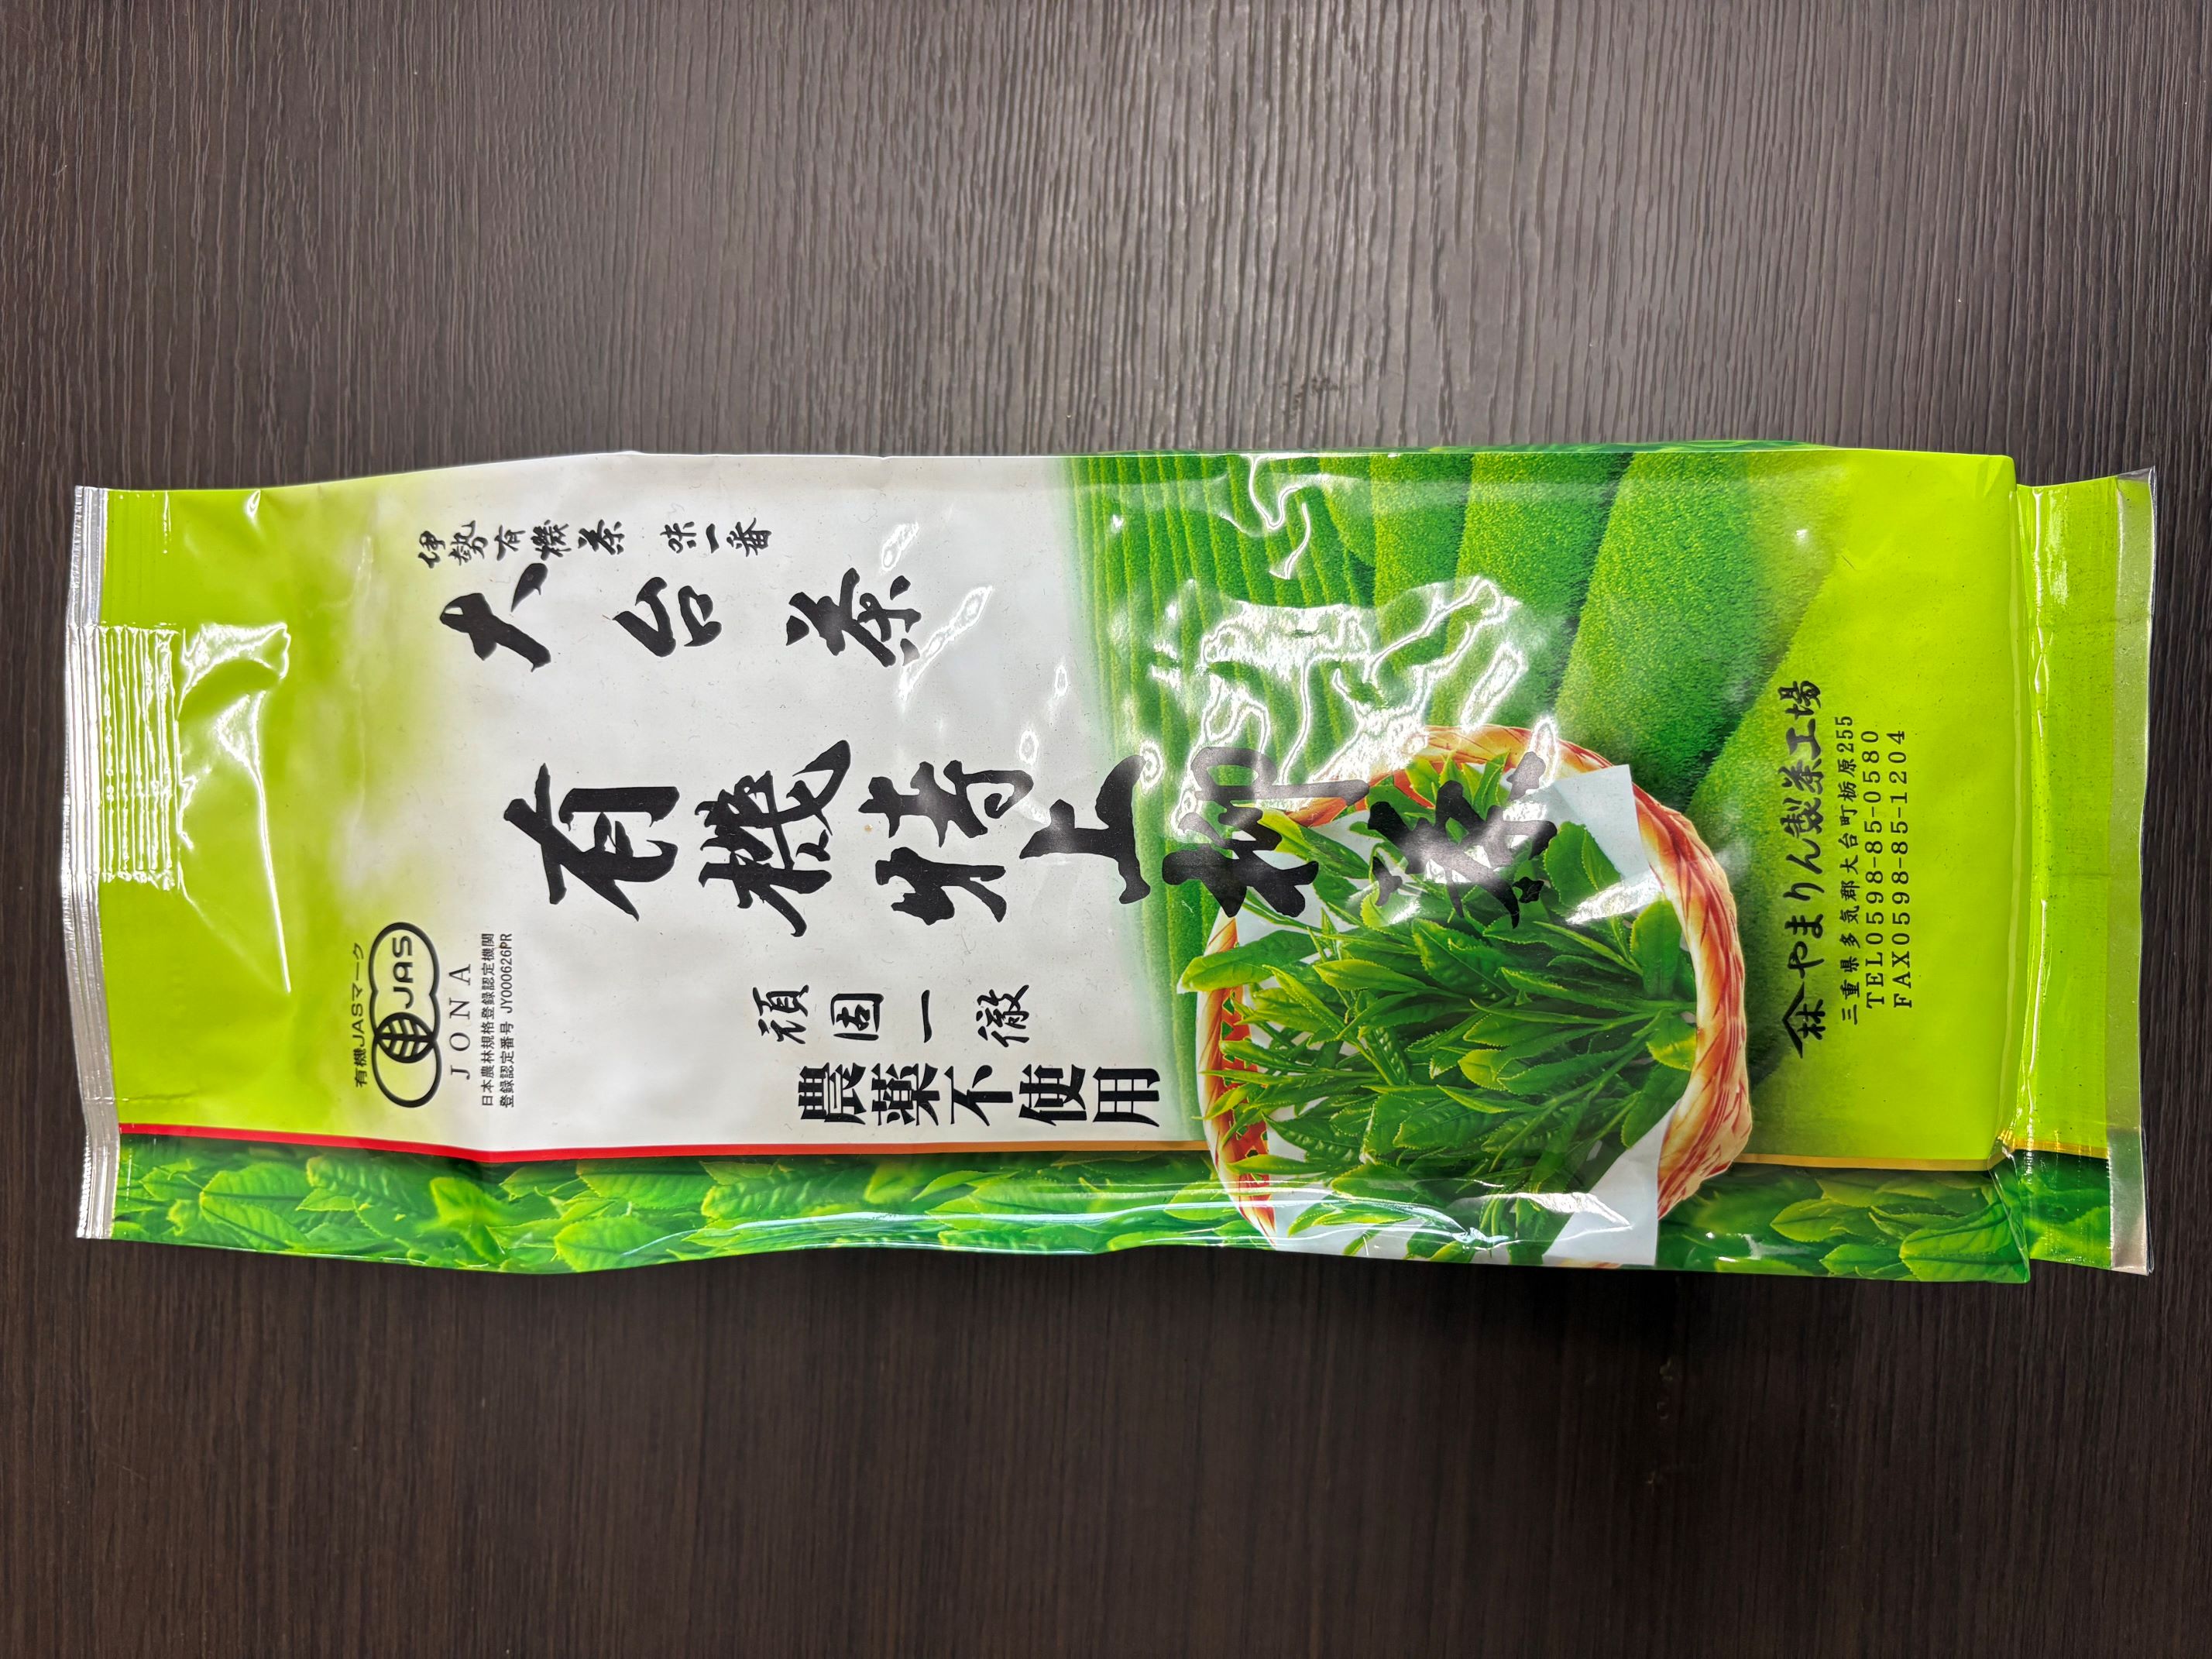 伊勢有機茶 味一番
大台茶
有機特上柳茶
頑固一徹
農薬不使用
有機JASマーク
JAS
JONA
日本農林規格登録認定機関
登録認定番号 JY000626PR
林 やまりん製茶工場
三重県多気郡大台町栃原255
TEL0598-85-0580
FAX0598-85-1204